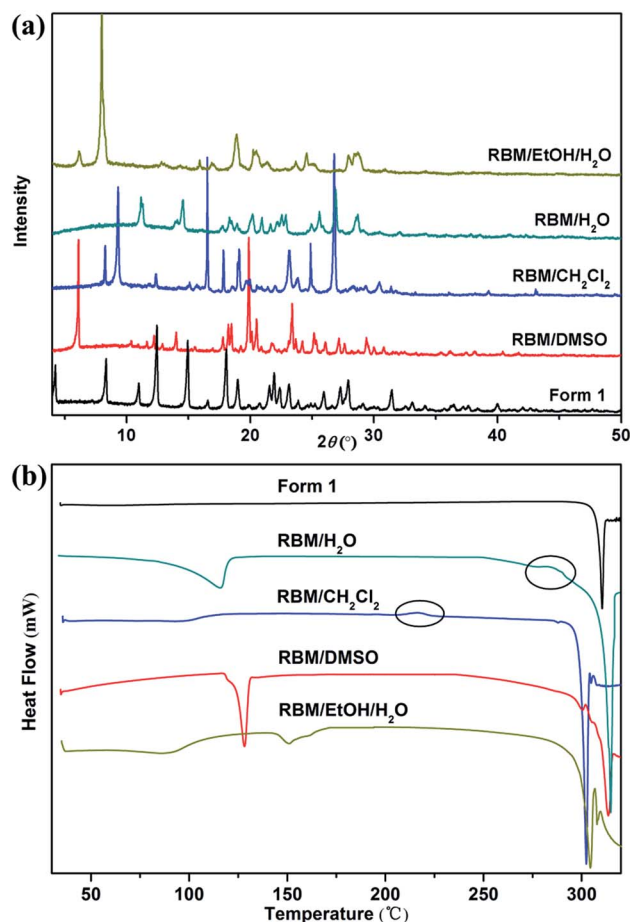 (a)
RBM/EtOH/H₂O
RBM/H₂O
RBM/CH₂Cl₂
RBM/DMSO
Form 1
Intensity
10 20 30 40 50
2θ(°)
(b)
Form 1
RBM/H₂O
RBM/CH₂Cl₂
RBM/DMSO
RBM/EtOH/H₂O
Heat Flow (mW)
50 100 150 200 250 300
Temperature (℃)